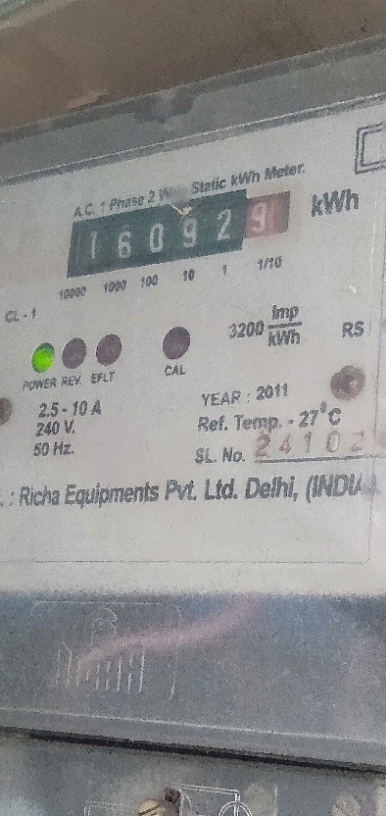 A.C. 1 Phase 2 W Static kWh Meter.
1 6 0 9 2 9 kWh
10000 1000 100 10 1 1/10
CL - 1
3200 imp/kWh RS
POWER REV. EFLT CAL
2.5 - 10 A
240 V.
50 Hz.
YEAR : 2011
Ref. Temp. - 27°C
SL. No. 24102
: Richa Equipments Pvt. Ltd. Delhi, (INDIA